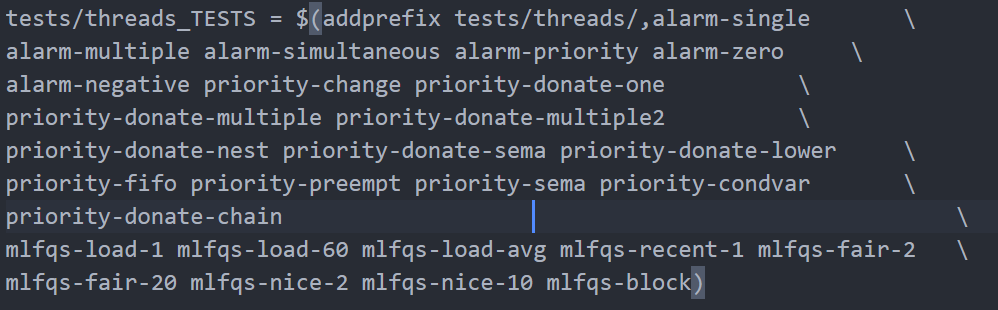 tests/threads_TESTS = $(addprefix tests/threads/,alarm-single \
alarm-multiple alarm-simultaneous alarm-priority alarm-zero \
alarm-negative priority-change priority-donate-one \
priority-donate-multiple priority-donate-multiple2 \
priority-donate-nest priority-donate-sema priority-donate-lower \
priority-fifo priority-preempt priority-sema priority-condvar \
priority-donate-chain \
mlfqs-load-1 mlfqs-load-60 mlfqs-load-avg mlfqs-recent-1 mlfqs-fair-2 \
mlfqs-fair-20 mlfqs-nice-2 mlfqs-nice-10 mlfqs-block)